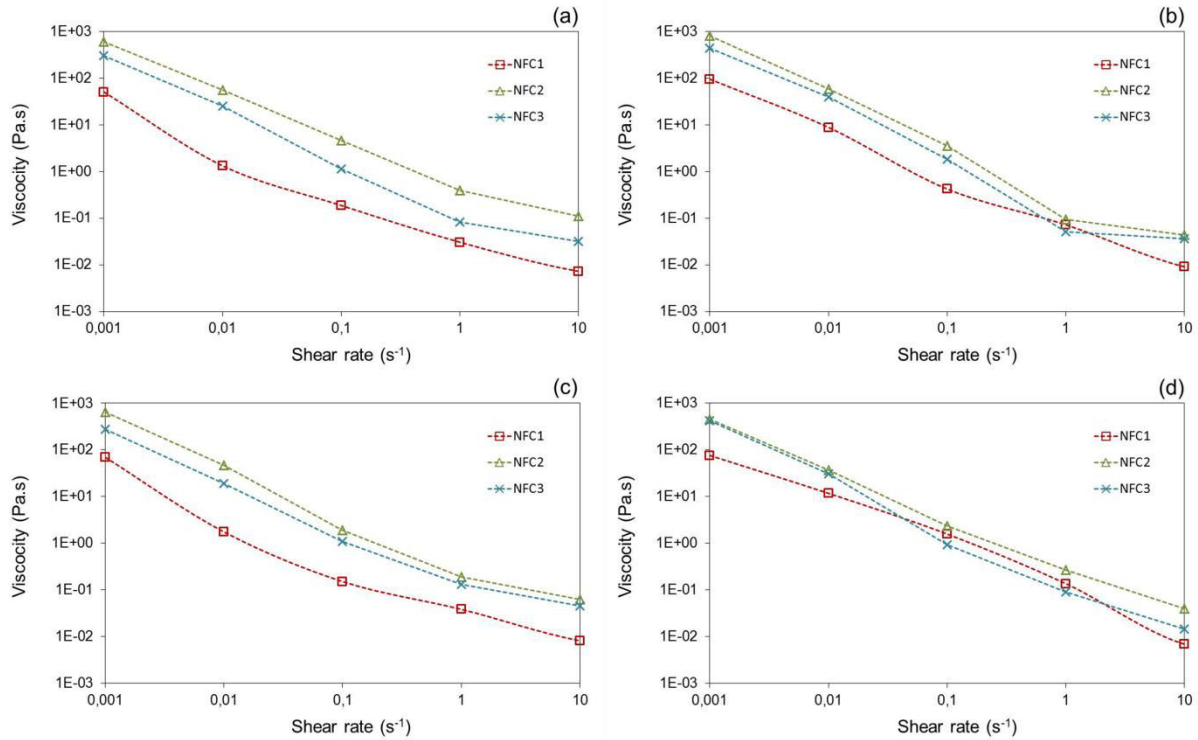 (a)
1E+03
1E+02
1E+01
1E+00
1E-01
1E-02
1E-03
Viscocity (Pa.s)
NFC1
NFC2
NFC3
0,001
0,01
0,1
1
10
Shear rate (s⁻¹)
(b)
1E+03
1E+02
1E+01
1E+00
1E-01
1E-02
1E-03
Viscocity (Pa.s)
NFC1
NFC2
NFC3
0,001
0,01
0,1
1
10
Shear rate (s⁻¹)
(c)
1E+03
1E+02
1E+01
1E+00
1E-01
1E-02
1E-03
Viscocity (Pa.s)
NFC1
NFC2
NFC3
0,001
0,01
0,1
1
10
Shear rate (s⁻¹)
(d)
1E+03
1E+02
1E+01
1E+00
1E-01
1E-02
1E-03
Viscocity (Pa.s)
NFC1
NFC2
NFC3
0,001
0,01
0,1
1
10
Shear rate (s⁻¹)